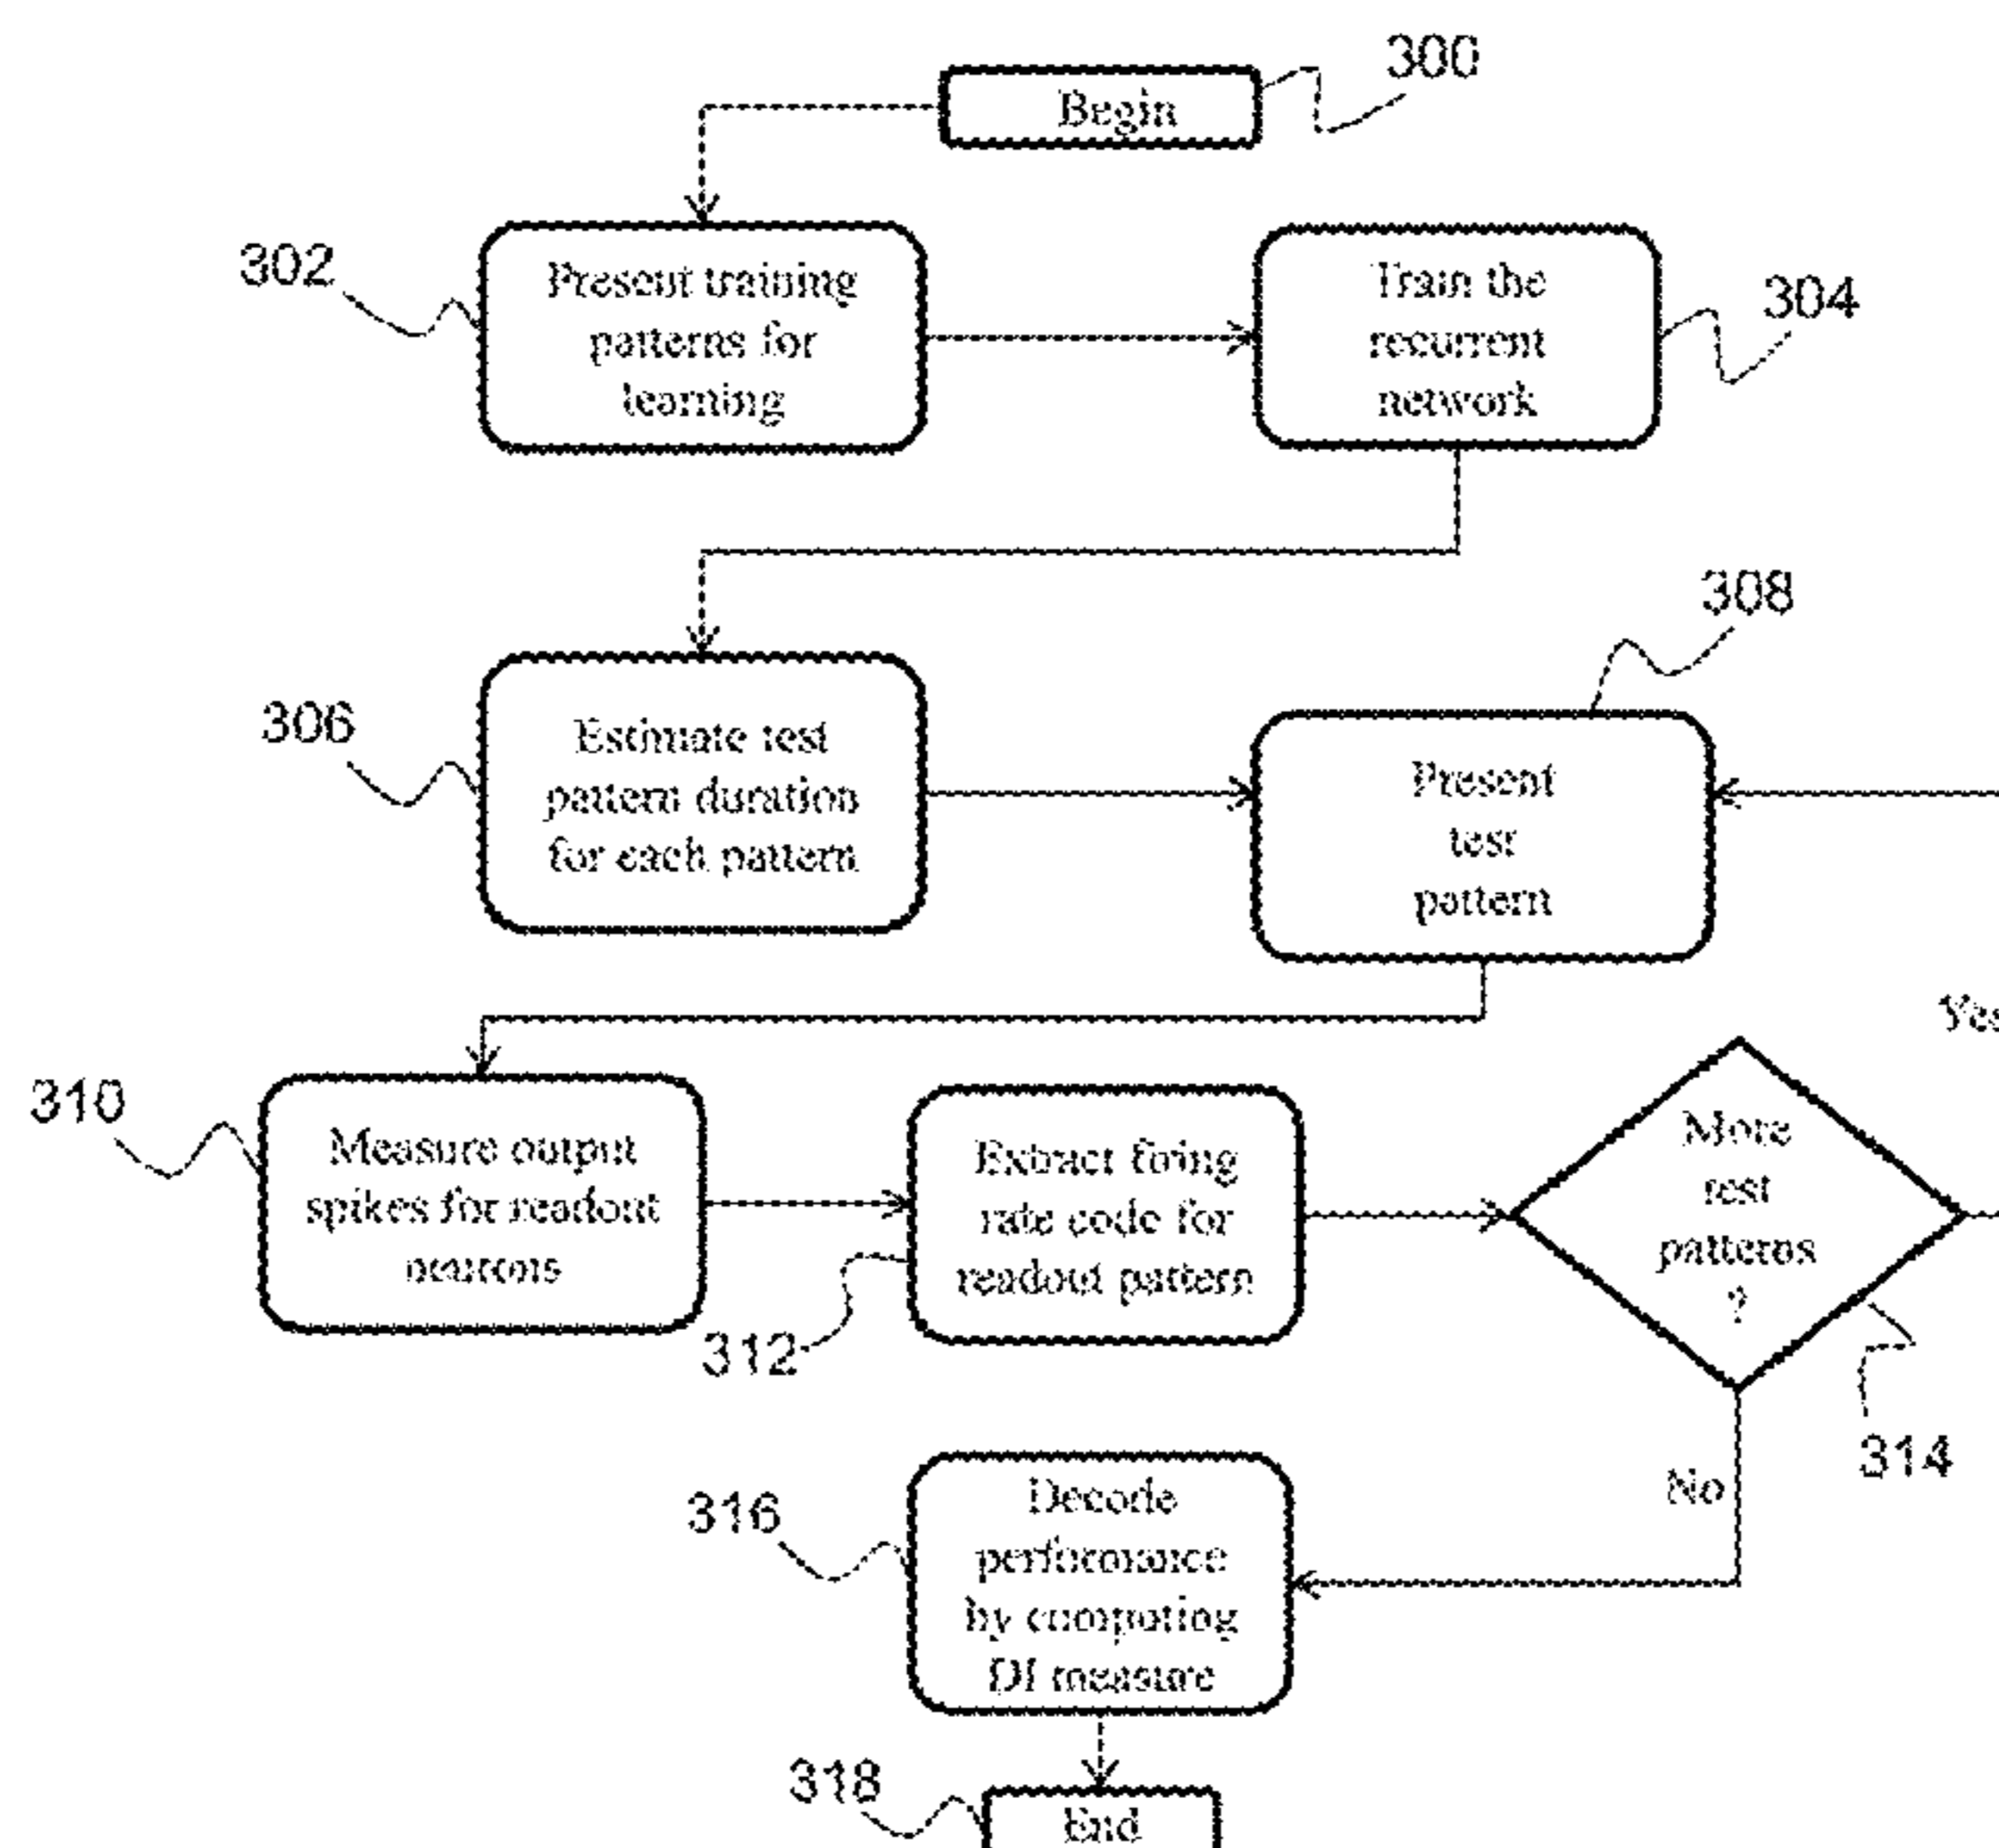 300
Begin
302
Present training
patterns for
learning
Train the
recurrent
network
304
306
Estimate test
pattern duration
for each pattern
308
Present
test
pattern
310
Measure output
spikes for readout
neurons
312
Extract firing
rate code for
readout pattern
More
test
patterns
?
Yes
314
No
316
Decode
performance
by computing
DI measure
318
End